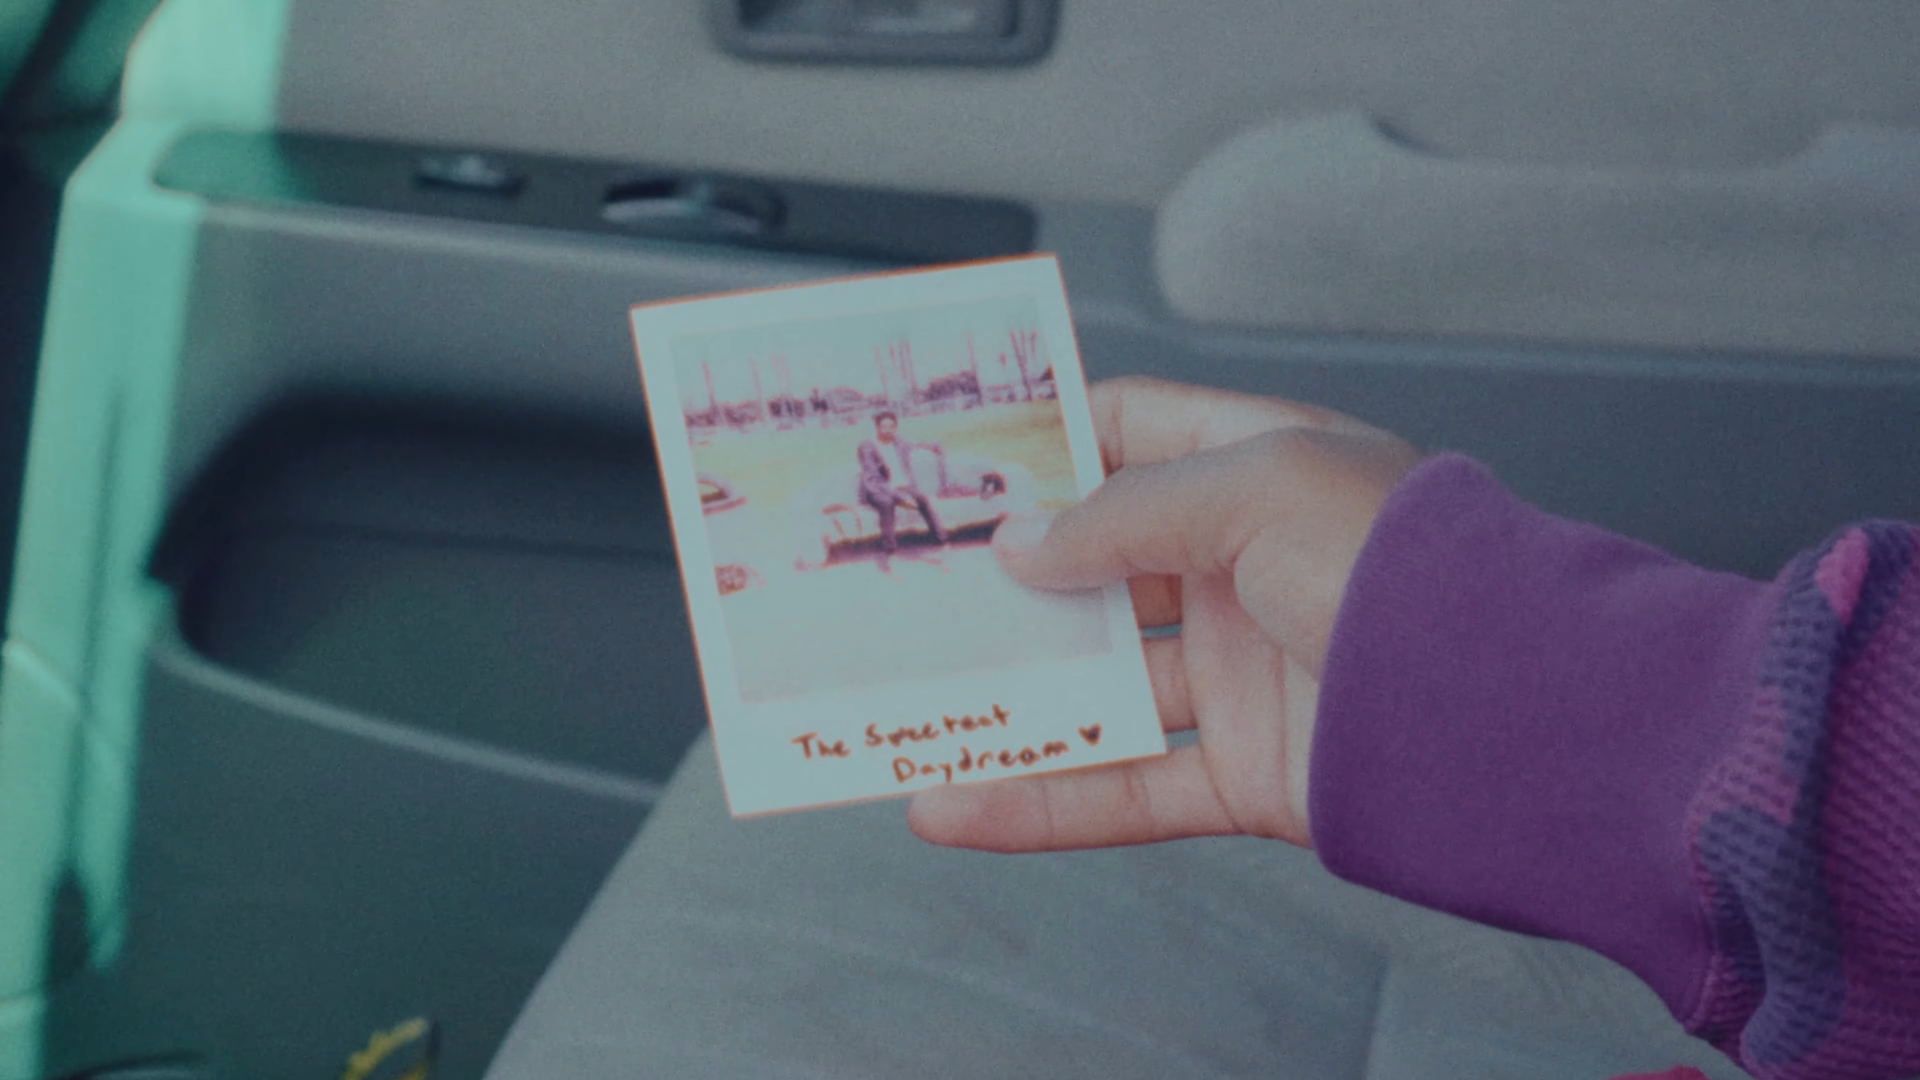 The Sweetest
Daydream ♥